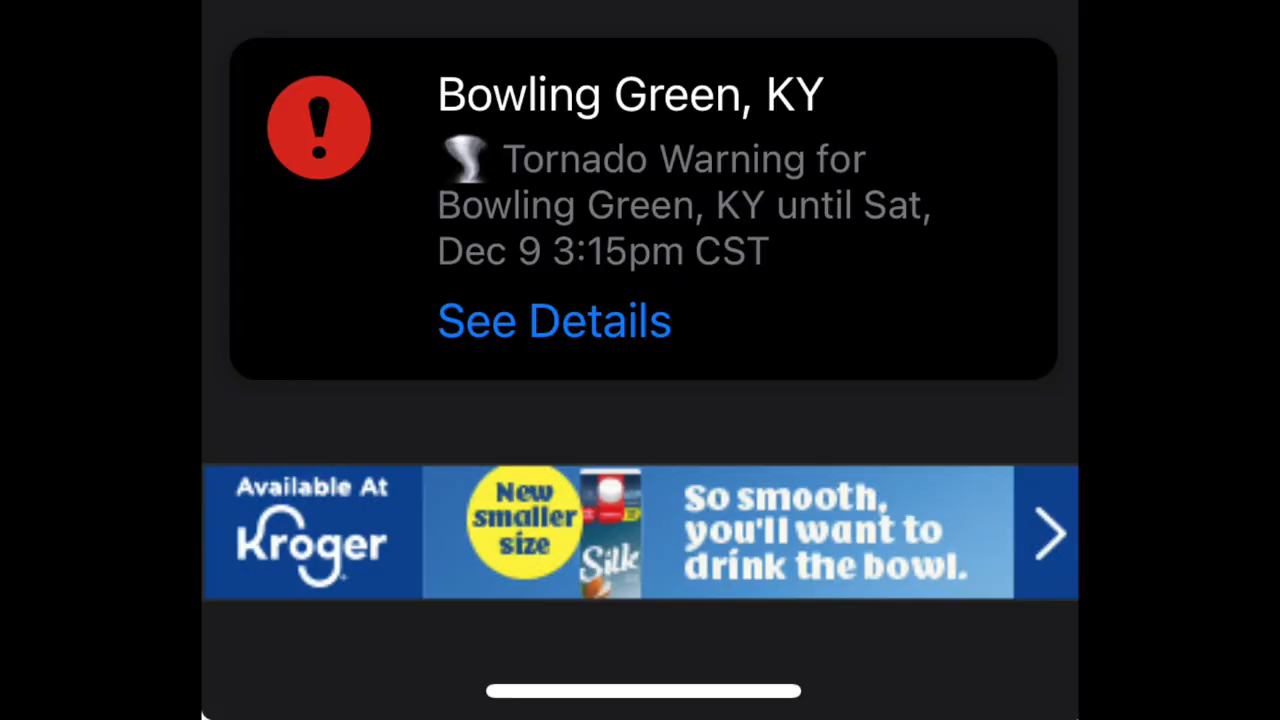 Bowling Green, KY
Tornado Warning for
Bowling Green, KY until Sat,
Dec 9 3:15pm CST
See Details
Available At
Kroger
New
smaller
size
Silk
So smooth,
you'll want to
drink the bowl.